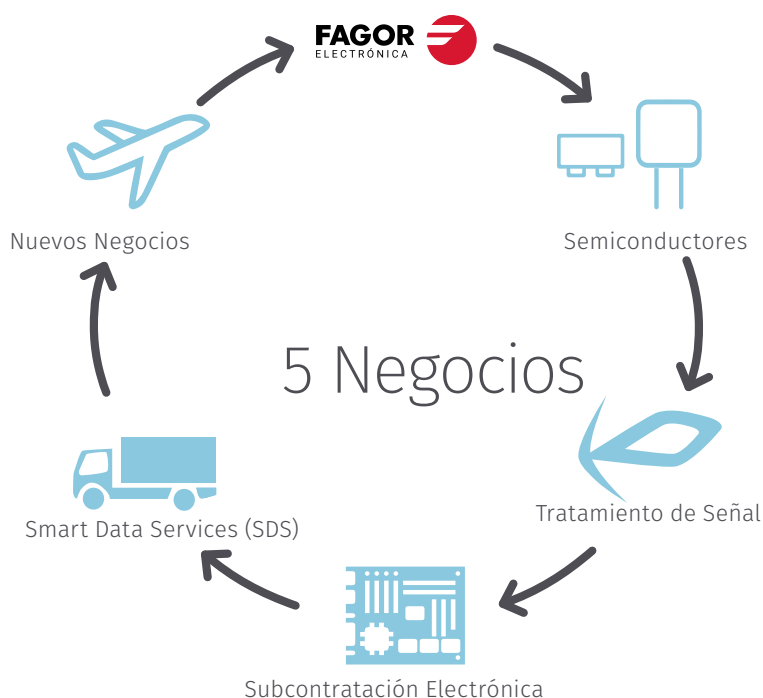 FAGOR
ELECTRÓNICA
Nuevos Negocios
Semiconductores
5 Negocios
Tratamiento de Señal
Smart Data Services (SDS)
Subcontratación Electrónica